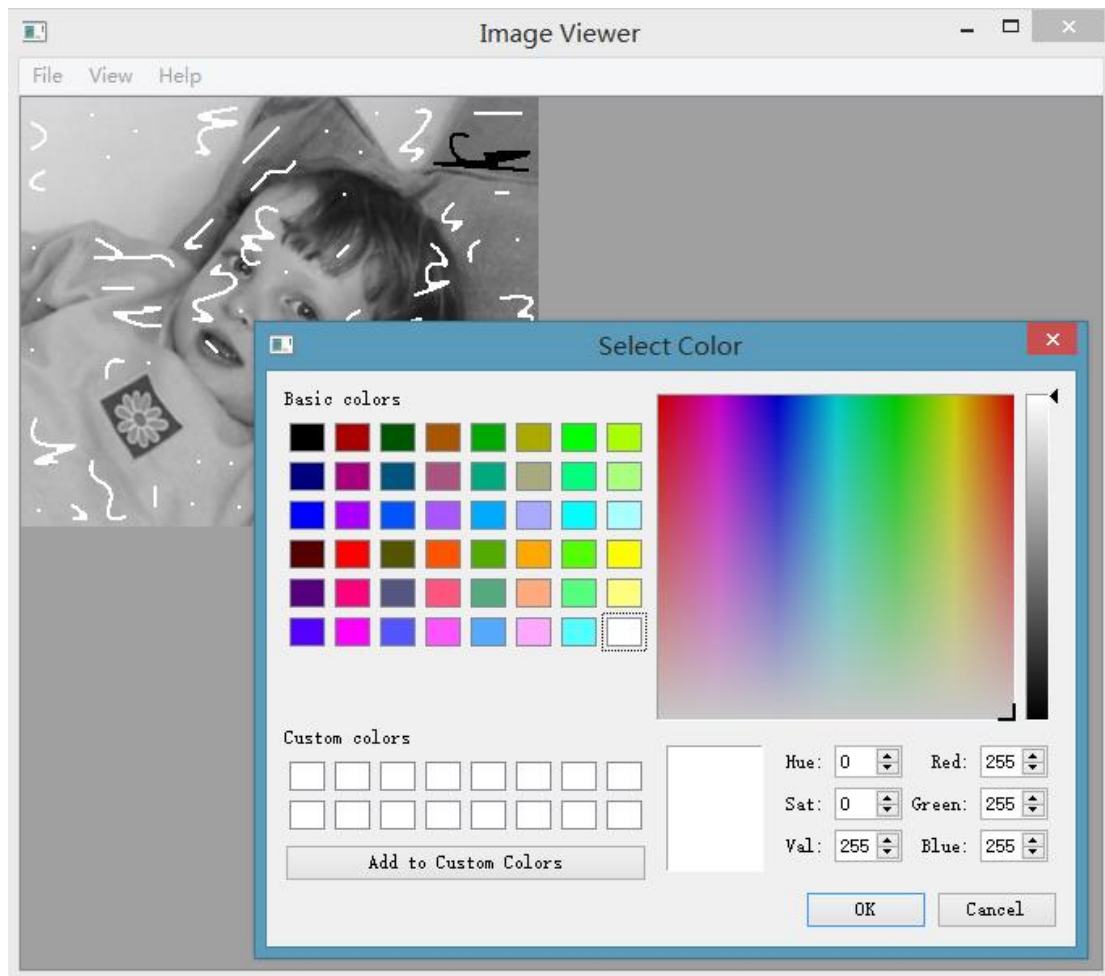 Image Viewer
File View Help
Select Color
Basic colors
Custom colors
Hue: 0 Red: 255
Sat: 0 Green: 255
Val: 255 Blue: 255
Add to Custom Colors
OK Cancel